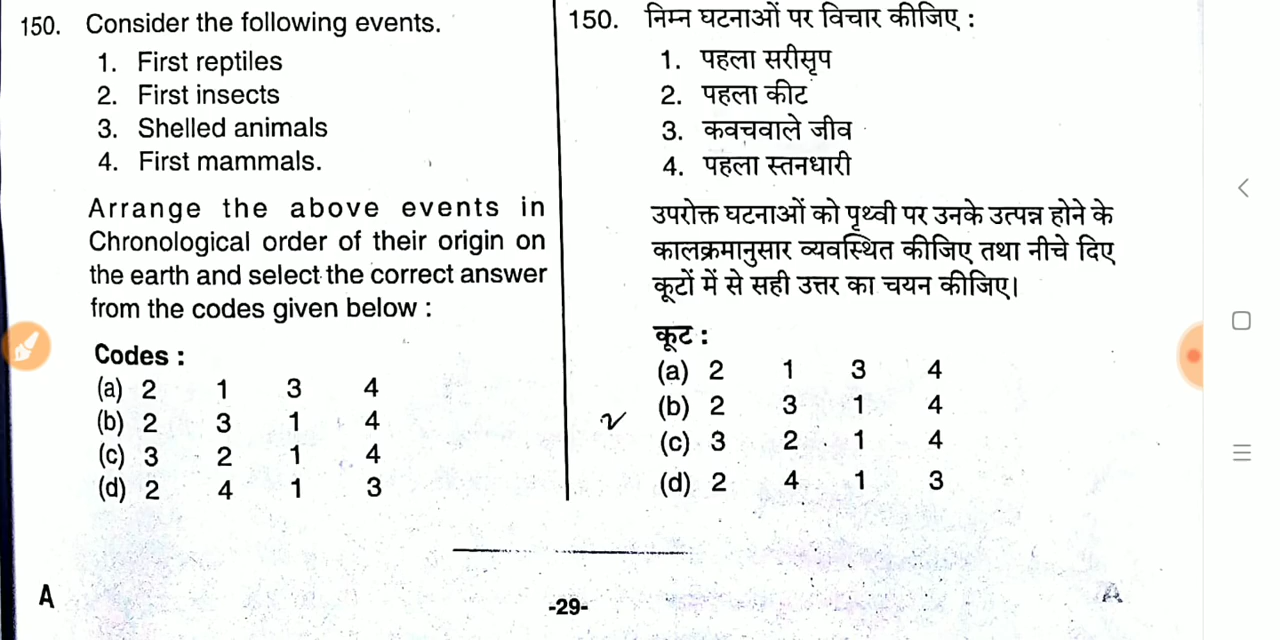 150. Consider the following events.
1. First reptiles
2. First insects
3. Shelled animals
4. First mammals.
Arrange the above events in
Chronological order of their origin on
the earth and select the correct answer
from the codes given below :
Codes :
(a) 2 1 3 4
(b) 2 3 1 4
(c) 3 2 1 4
(d) 2 4 1 3
150. निम्न घटनाओं पर विचार कीजिए :
1. पहला सरीसृप
2. पहला कीट
3. कवचवाले जीव
4. पहला स्तनधारी
उपरोक्त घटनाओं को पृथ्वी पर उनके उत्पन्न होने के
कालक्रमानुसार व्यवस्थित कीजिए तथा नीचे दिए
कूटों में से सही उत्तर का चयन कीजिए।
कूट :
(a) 2 1 3 4
(b) 2 3 1 4
(c) 3 2 1 4
(d) 2 4 1 3
A
-29-